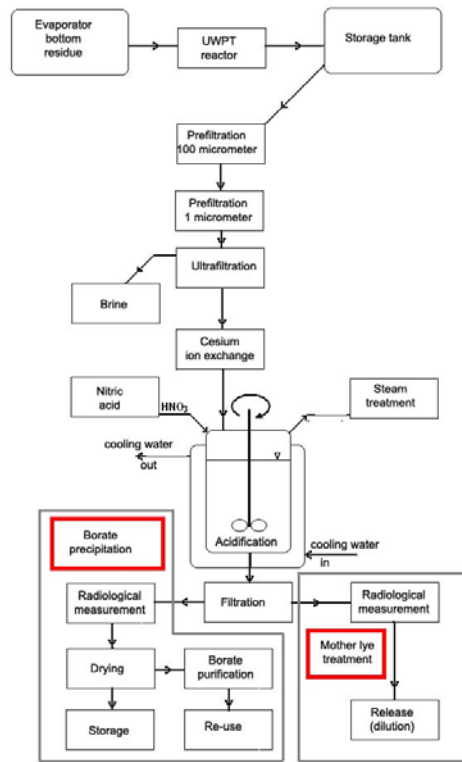 Evaporator
bottom
residue
UWPT
reactor
Storage tank
Prefiltration
100 micrometer
Prefiltration
1 micrometer
Ultrafiltration
Brine
Cesium
ion exchange
Nitric
acid
HNO3
Steam
treatment
cooling water
out
Acidification
cooling water
in
Borate
precipitation
Radiological
measurement
Filtration
Radiological
measurement
Mother lye
treatment
Drying
Borate
purification
Storage
Re-use
Release
(dilution)